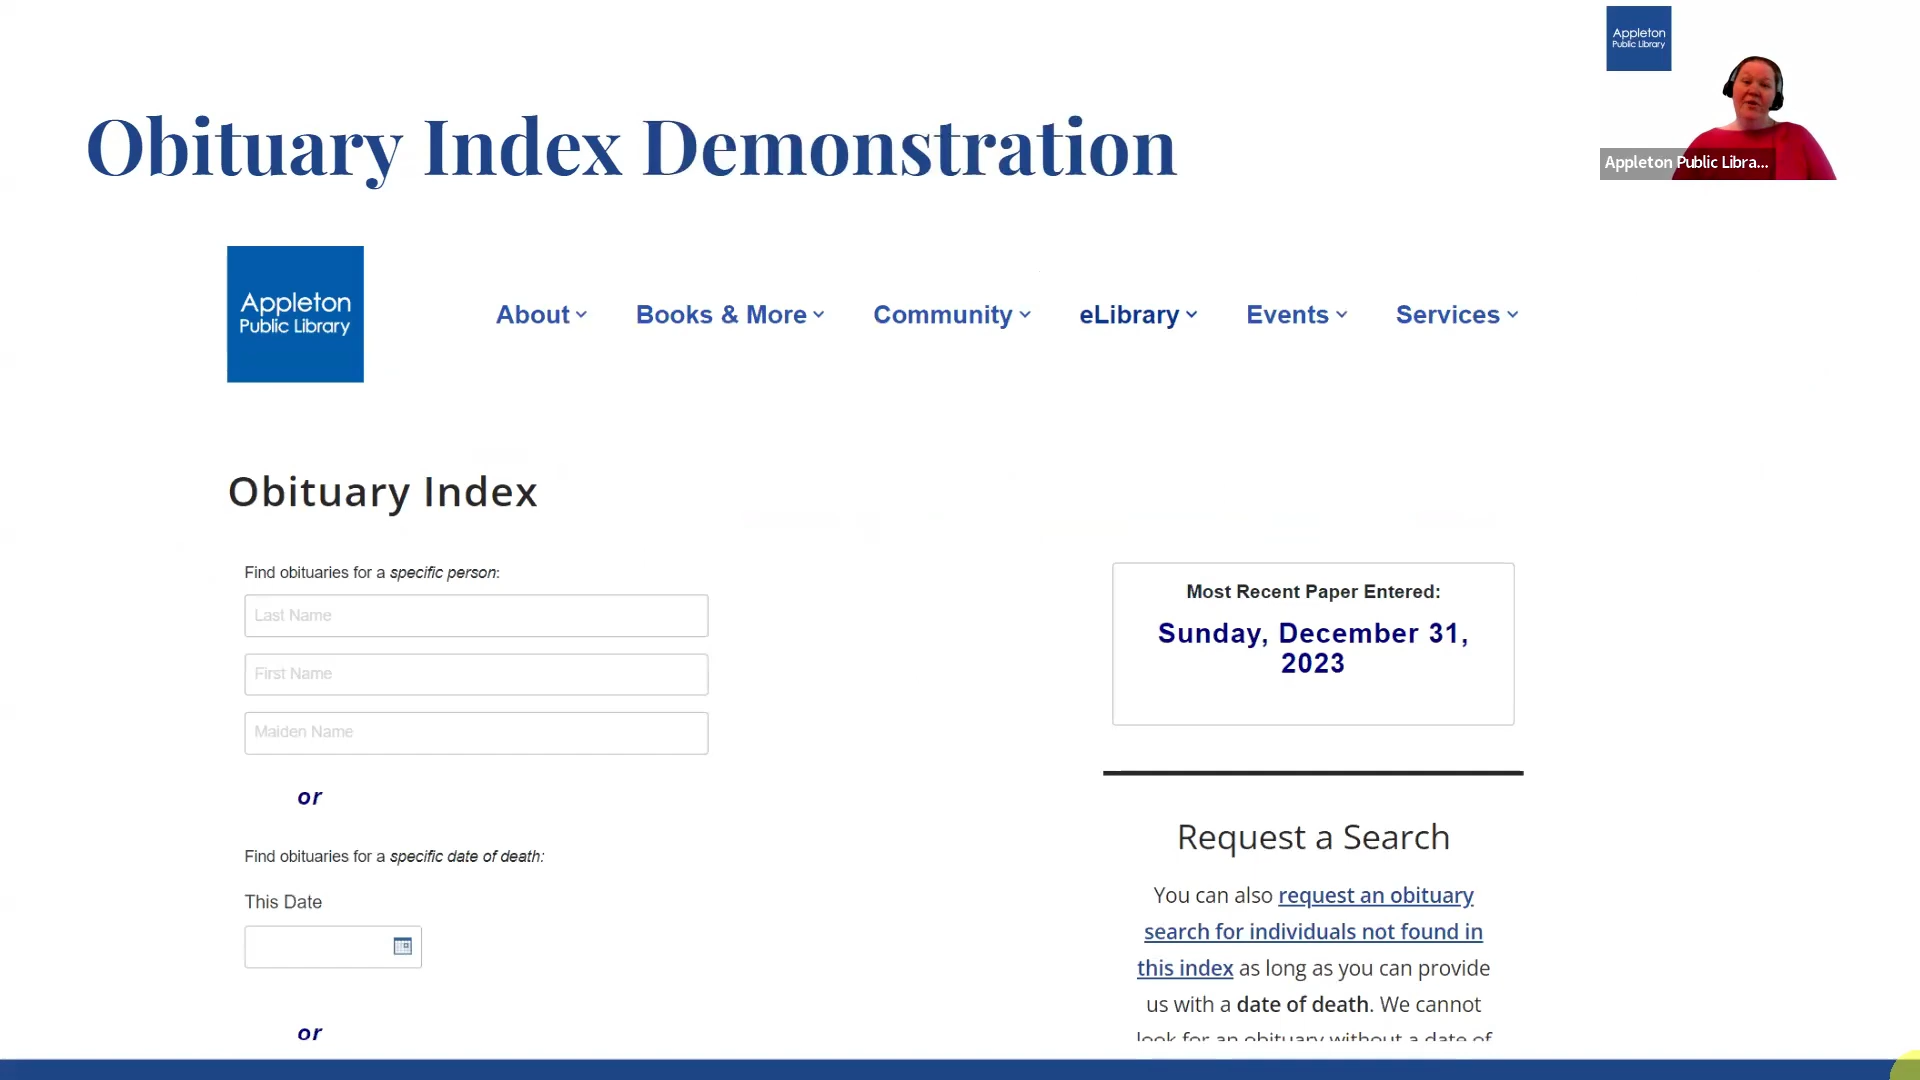 Appleton
Public Library
Appleton Public Libra...
Obituary Index Demonstration
Appleton
Public Library
About
Books & More
Community
eLibrary
Events
Services
Obituary Index
Find obituaries for a specific person:
Last Name
First Name
Maiden Name
or
Find obituaries for a specific date of death:
This Date
or
Most Recent Paper Entered:
Sunday, December 31,
2023
Request a Search
You can also request an obituary
search for individuals not found in
this index as long as you can provide
us with a date of death. We cannot
look for an obituary without a date of